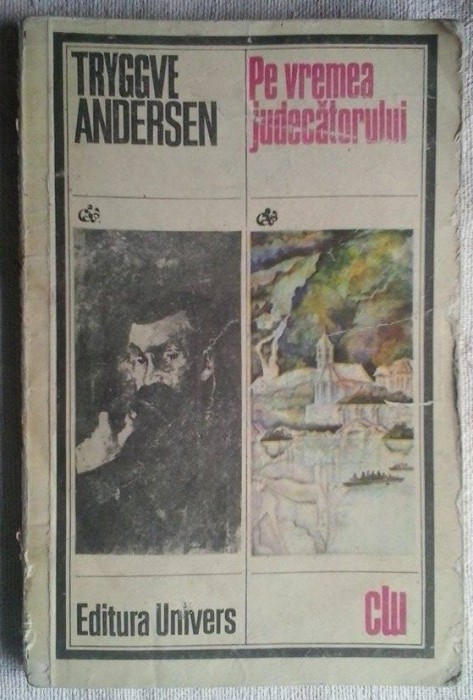 TRYGGVE
ANDERSEN
Pe vremea
judecătorului
Editura Univers
clu